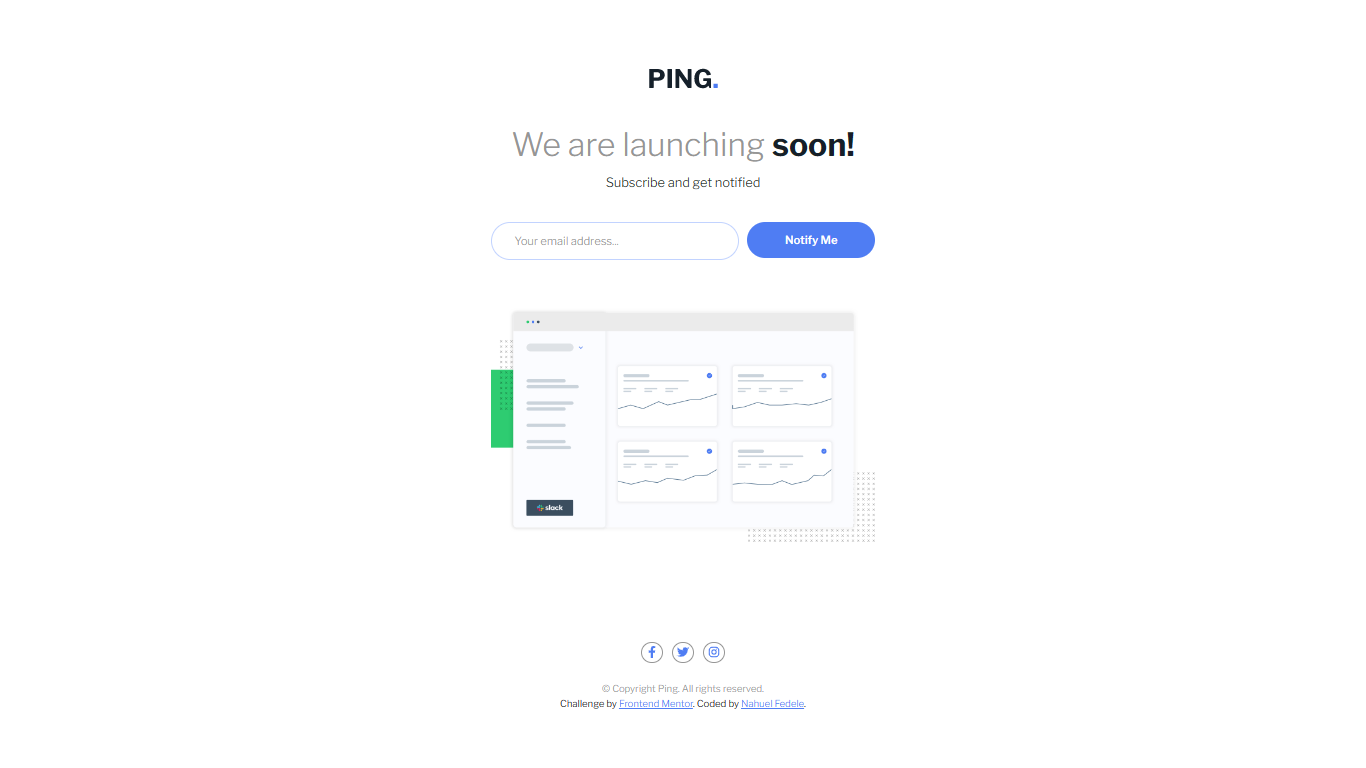 PING.
We are launching soon!
Subscribe and get notified
Your email address...
Notify Me
slack
© Copyright Ping. All rights reserved.
Challenge by Frontend Mentor. Coded by Nahuel Fedele.